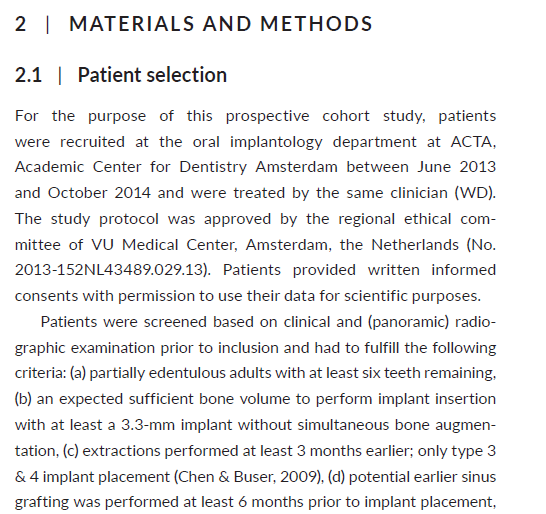 2 | MATERIALS AND METHODS
2.1 | Patient selection
For the purpose of this prospective cohort study, patients
were recruited at the oral implantology department at ACTA,
Academic Center for Dentistry Amsterdam between June 2013
and October 2014 and were treated by the same clinician (WD).
The study protocol was approved by the regional ethical com-
mittee of VU Medical Center, Amsterdam, the Netherlands (No.
2013-152NL43489.029.13). Patients provided written informed
consents with permission to use their data for scientific purposes.
Patients were screened based on clinical and (panoramic) radio-
graphic examination prior to inclusion and had to fulfill the following
criteria: (a) partially edentulous adults with at least six teeth remaining,
(b) an expected sufficient bone volume to perform implant insertion
with at least a 3.3-mm implant without simultaneous bone augmen-
tation, (c) extractions performed at least 3 months earlier; only type 3
& 4 implant placement (Chen & Buser, 2009), (d) potential earlier sinus
grafting was performed at least 6 months prior to implant placement,